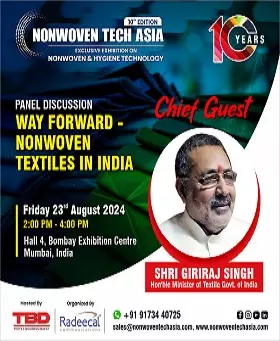 10TH EDITION
NONWOVEN TECH ASIA
EXCLUSIVE EXHIBITION ON
NONWOVEN & HYGIENE TECHNOLOGY
10 YEARS
PANEL DISCUSSION
WAY FORWARD -
NONWOVEN
TEXTILES IN INDIA
Chief Guest
Friday 23rd August 2024
2:00 PM - 4:00 PM
Hall 4, Bombay Exhibition Centre
Mumbai, India
SHRI GIRIRAJ SINGH
Hon'ble Minister of Textile Govt. of India
Hosted By
TBD
Organized by
Radeecal
communications
+91 91734 40725
sales@nonwoventechasia.com, www.nonwoventechasia.com